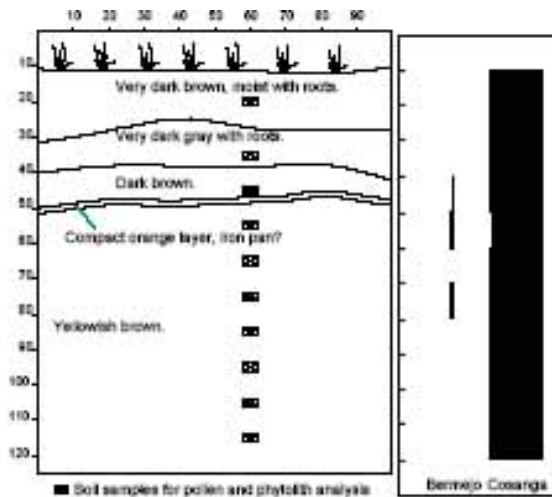 10 20 30 40 50 60 70 80 90
10
Very dark brown, moist with roots.
20
30
Very dark gray with roots.
40
Dark brown.
50
Compact orange layer, iron pan?
60
70
80
Yellowish brown.
90
100
110
120
Soil samples for pollen and phytolith analysis
Bermejo Cosanga